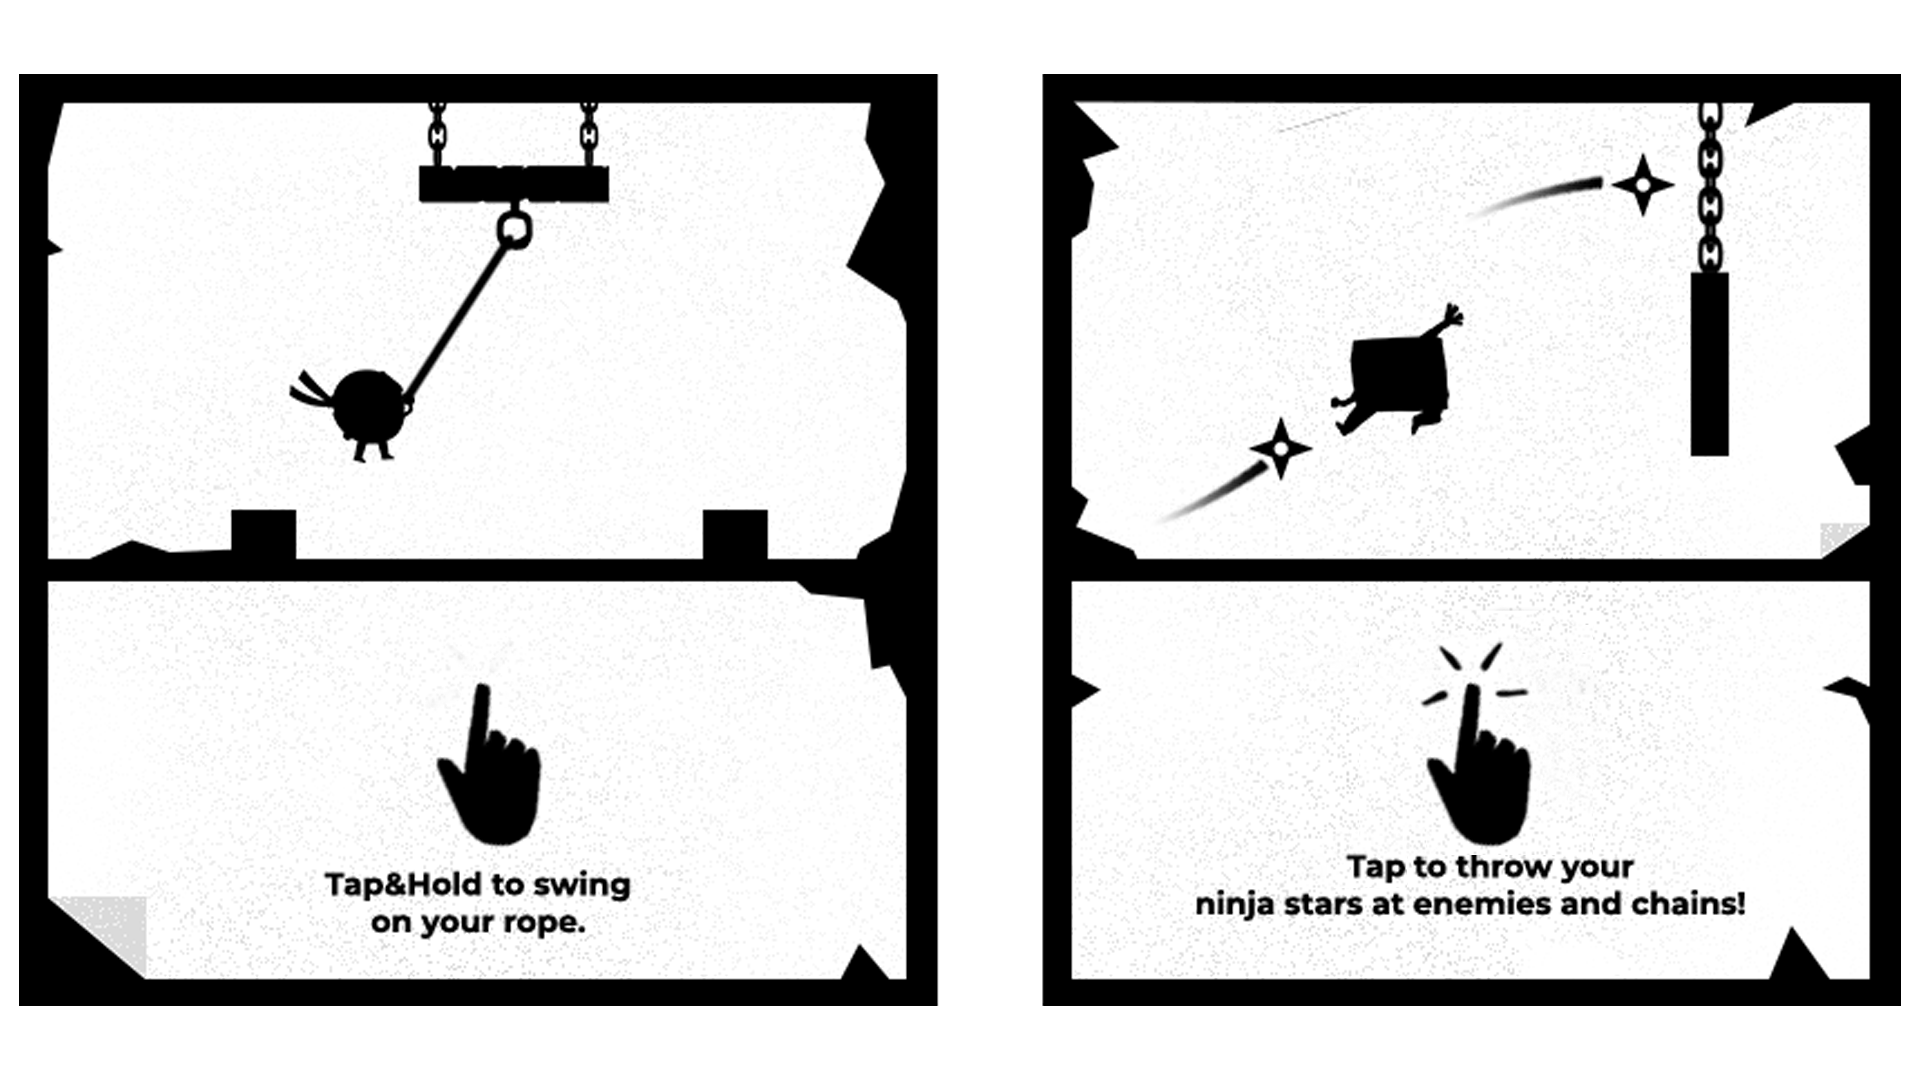 Tap&Hold to swing
on your rope.
Tap to throw your
ninja stars at enemies and chains!